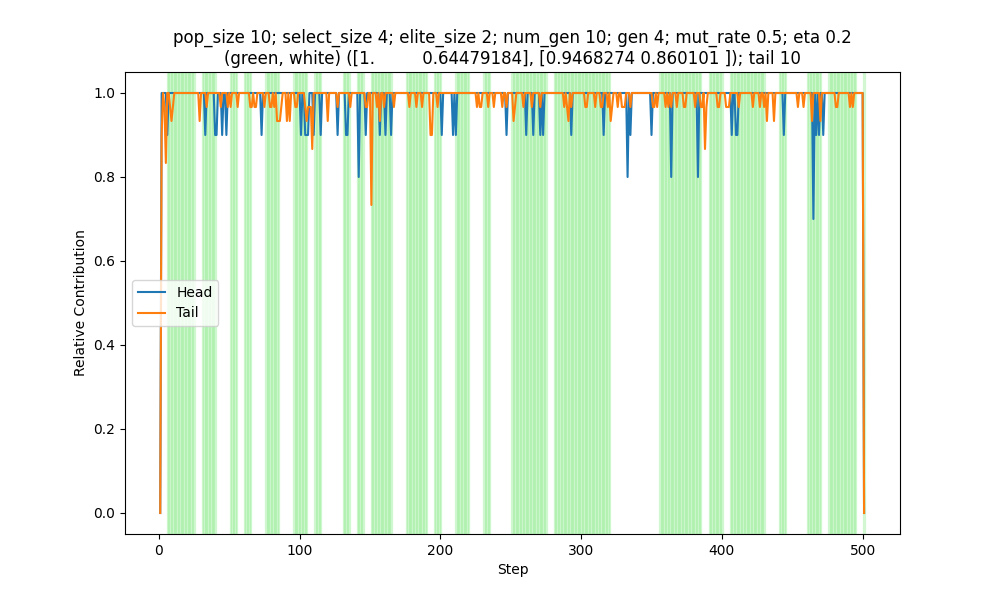 pop_size 10; select_size 4; elite_size 2; num_gen 10; gen 4; mut_rate 0.5; eta 0.2
(green, white) ([1.         0.64479184], [0.9468274 0.860101 ]); tail 10
1.0
0.8
0.6
0.4
0.2
0.0
Relative Contribution
Head
Tail
0
100
200
300
400
500
Step